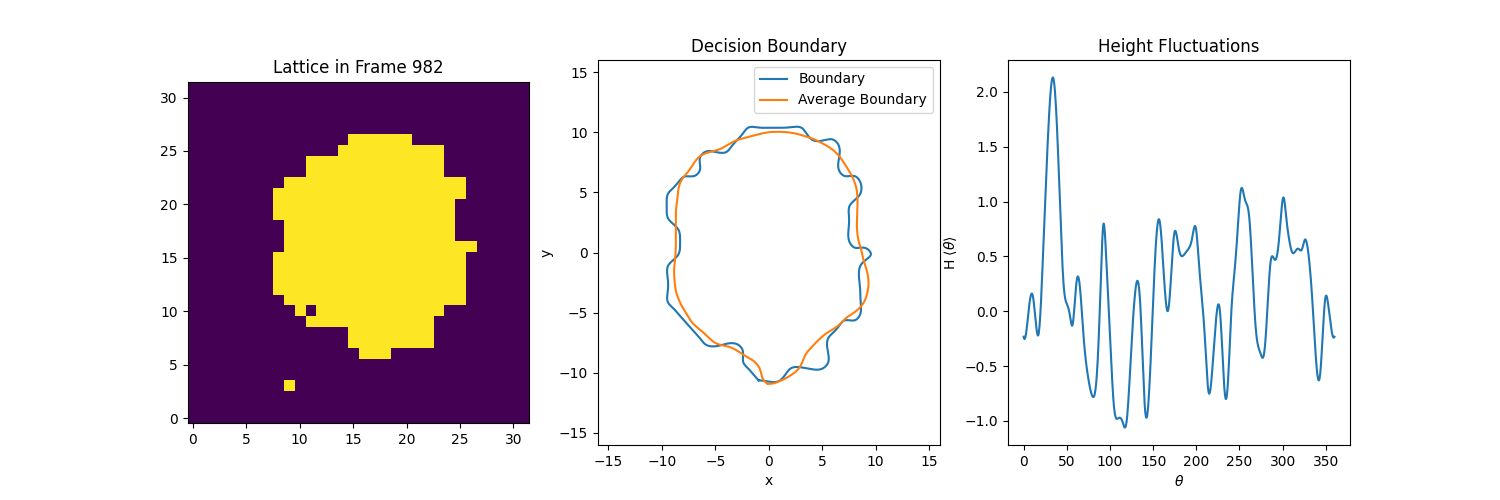 Lattice in Frame 982
30
25
20
15
10
5
0
0 5 10 15 20 25 30
Decision Boundary
Boundary
Average Boundary
15
10
5
0
−5
−10
−15
y
−15 −10 −5 0 5 10 15
x
Height Fluctuations
2.0
1.5
1.0
0.5
0.0
−0.5
−1.0
H (θ)
0 50 100 150 200 250 300 350
θ